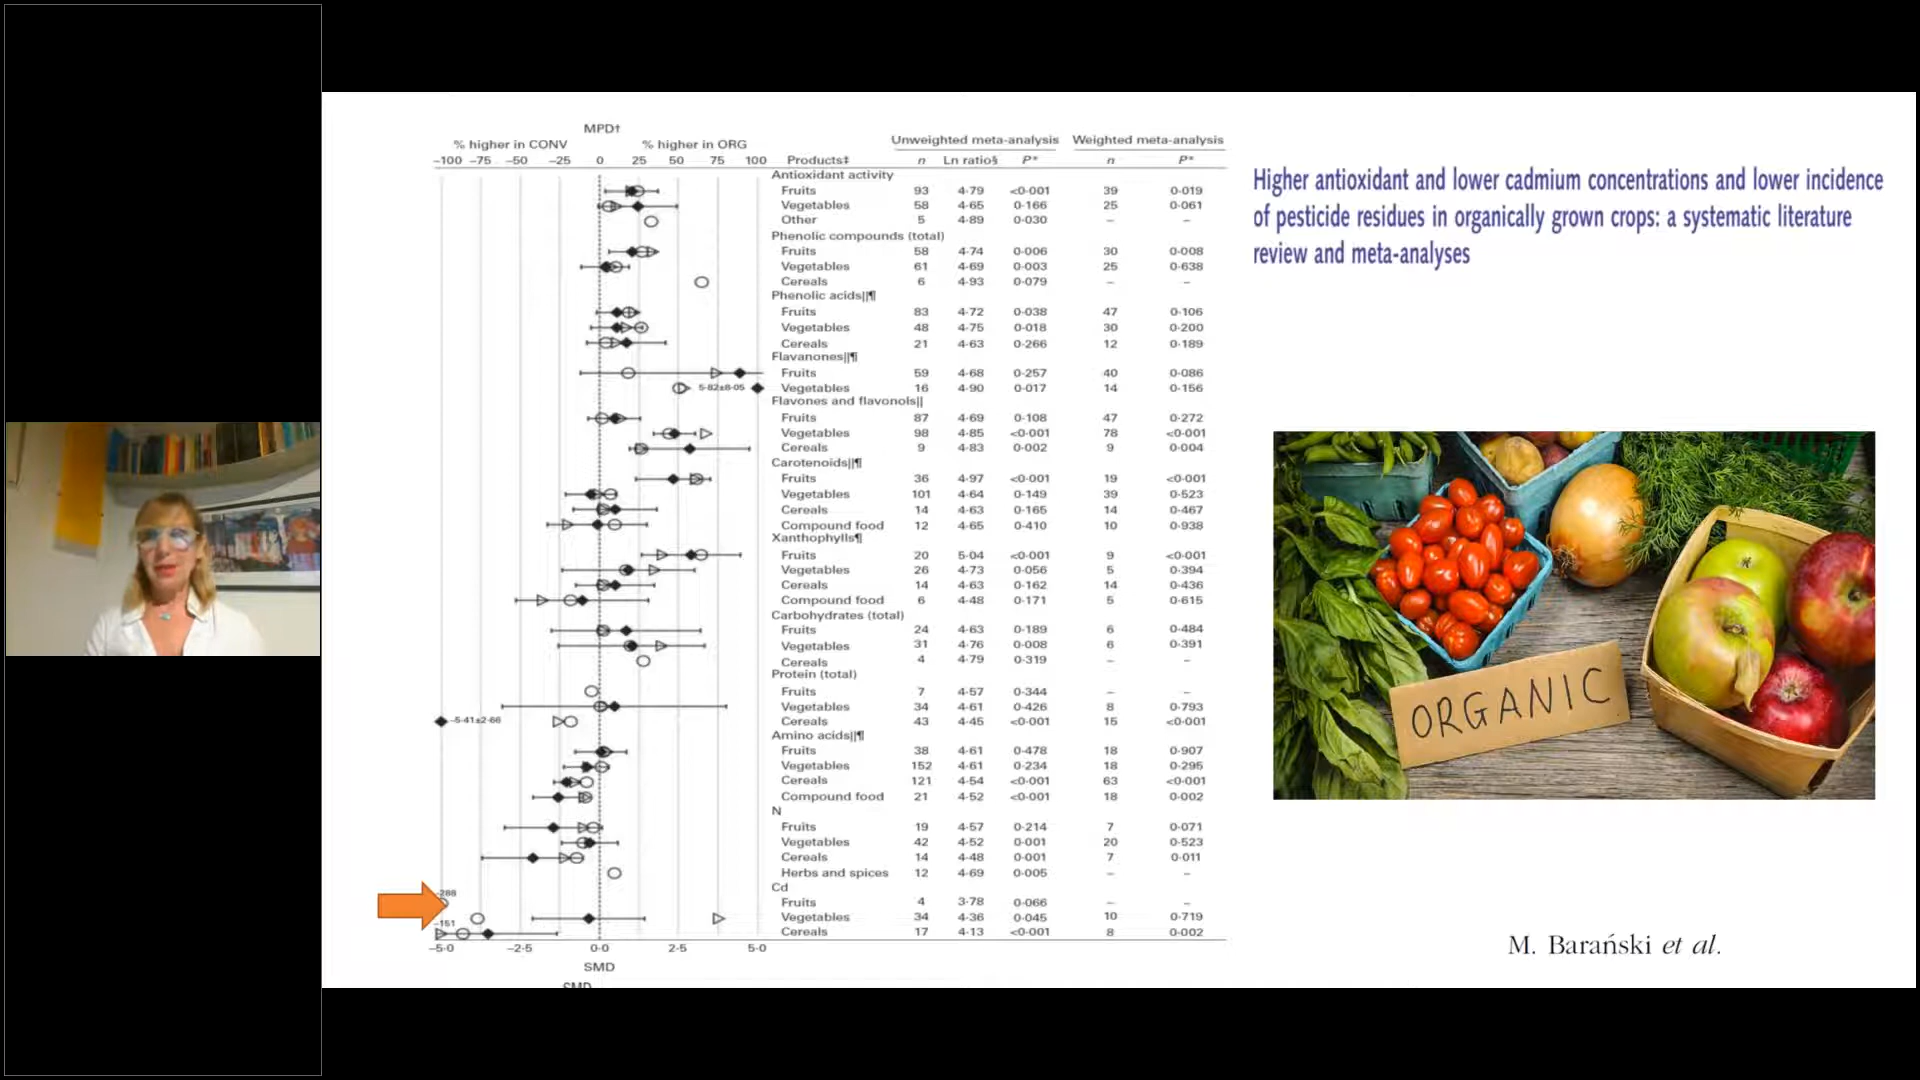 MPD†
% higher in CONV % higher in ORG Unweighted meta-analysis Weighted meta-analysis
−100 −75 −50 −25 0 25 50 75 100 Products‡ n Ln ratio§ P* n P*
Antioxidant activity
Fruits 93 4·79 <0·001 39 0·019
Vegetables 58 4·65 0·166 25 0·061
Other 5 4·89 0·030 – –
Phenolic compounds (total)
Fruits 58 4·74 0·006 30 0·008
Vegetables 61 4·69 0·003 25 0·638
Cereals 6 4·93 0·079 – –
Phenolic acids||¶
Fruits 83 4·72 0·038 47 0·106
Vegetables 48 4·75 0·018 30 0·200
Cereals 21 4·63 0·266 12 0·189
Flavanones||¶
Fruits 59 4·68 0·257 40 0·086
5·82±8·05 Vegetables 16 4·90 0·017 14 0·156
Flavones and flavonols||
Fruits 87 4·69 0·108 47 0·272
Vegetables 98 4·85 <0·001 78 <0·001
Cereals 9 4·83 0·002 9 0·004
Carotenoids||¶
Fruits 36 4·97 <0·001 19 <0·001
Vegetables 101 4·64 0·149 39 0·523
Cereals 14 4·63 0·165 14 0·467
Compound food 12 4·65 0·410 10 0·938
Xanthophylls¶
Fruits 20 5·04 <0·001 9 <0·001
Vegetables 26 4·73 0·056 5 0·394
Cereals 14 4·63 0·162 14 0·436
Compound food 6 4·48 0·171 5 0·615
Carbohydrates (total)
Fruits 24 4·63 0·189 6 0·484
Vegetables 31 4·76 0·008 6 0·391
Cereals 4 4·79 0·319 – –
Protein (total)
Fruits 7 4·57 0·344 – –
Vegetables 34 4·61 0·426 8 0·793
−5·41±2·66 Cereals 43 4·45 <0·001 15 <0·001
Amino acids||¶
Fruits 38 4·61 0·478 18 0·907
Vegetables 152 4·61 0·234 18 0·295
Cereals 121 4·54 <0·001 63 <0·001
Compound food 21 4·52 <0·001 18 0·002
N
Fruits 19 4·57 0·214 7 0·071
Vegetables 42 4·52 0·001 20 0·523
Cereals 14 4·48 0·001 7 0·011
Herbs and spices 12 4·69 0·005 – –
Cd
−288
Fruits 4 3·78 0·066 – –
Vegetables 34 4·36 0·045 10 0·719
−151
Cereals 17 4·13 <0·001 8 0·002
−5·0 −2·5 0·0 2·5 5·0
SMD
SMD
Higher antioxidant and lower cadmium concentrations and lower incidence
of pesticide residues in organically grown crops: a systematic literature
review and meta-analyses
ORGANIC
M. Barański et al.